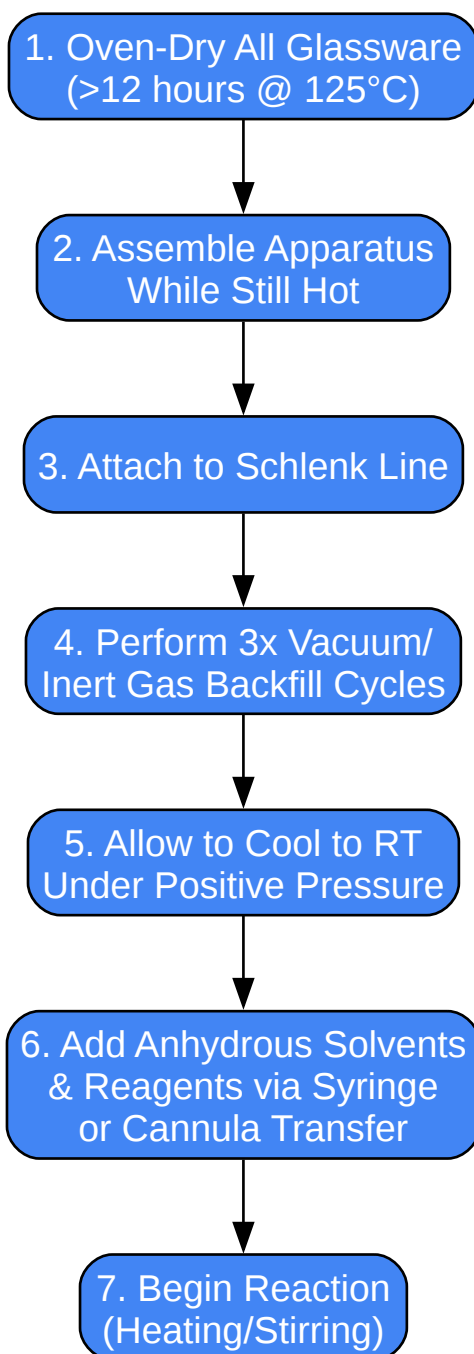 1. Oven-Dry All Glassware
(>12 hours @ 125°C)
2. Assemble Apparatus
While Still Hot
3. Attach to Schlenk Line
4. Perform 3x Vacuum/
Inert Gas Backfill Cycles
5. Allow to Cool to RT
Under Positive Pressure
6. Add Anhydrous Solvents
& Reagents via Syringe
or Cannula Transfer
7. Begin Reaction
(Heating/Stirring)